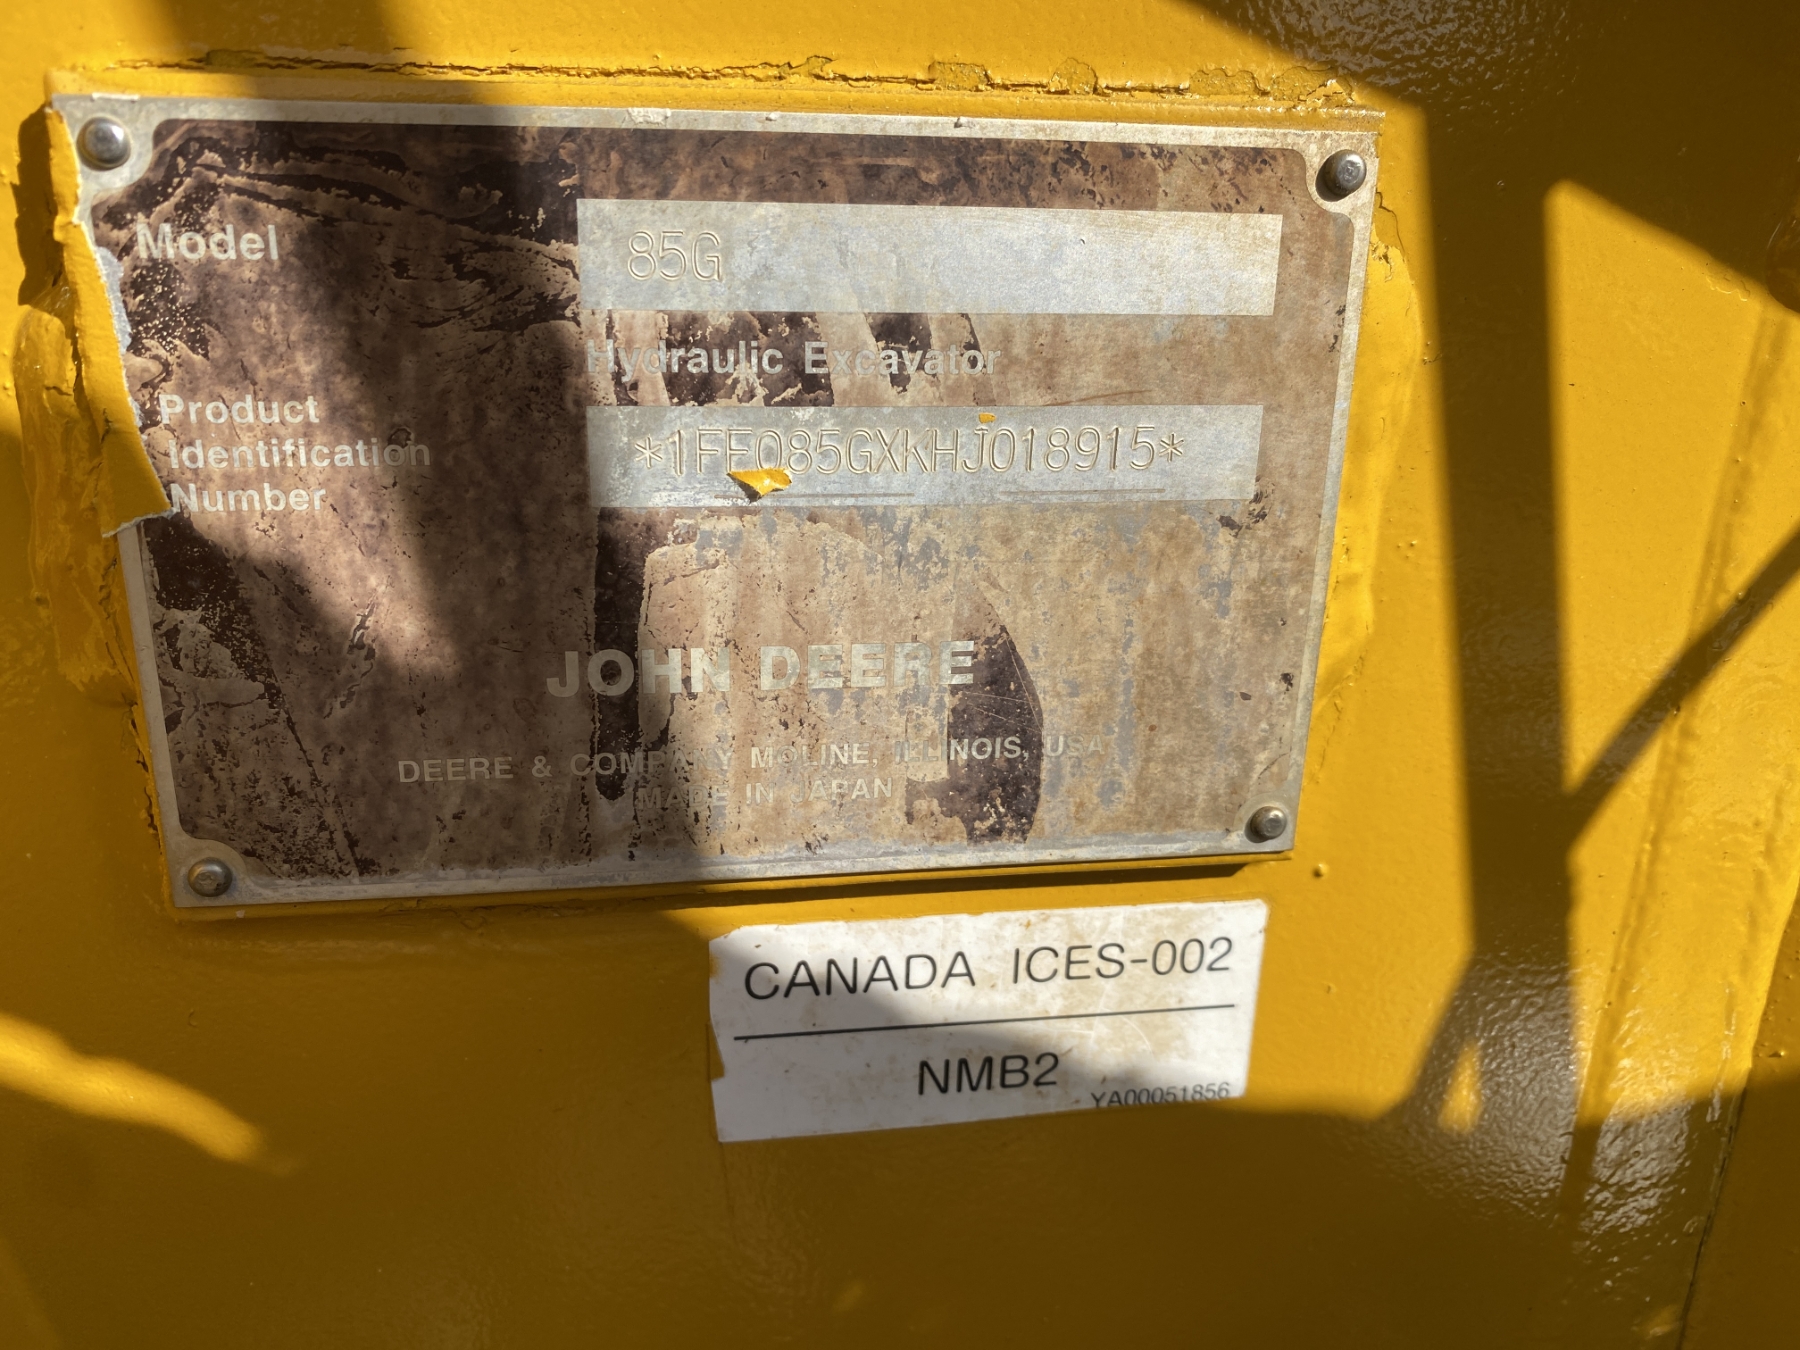 Model 85G
Hydraulic Excavator
Product
Identification
Number
*1FF085GXKHJ018915*
JOHN DEERE
DEERE & COMPANY MOLINE, ILLINOIS, USA
MADE IN JAPAN
CANADA ICES-002
NMB2
YA00051856